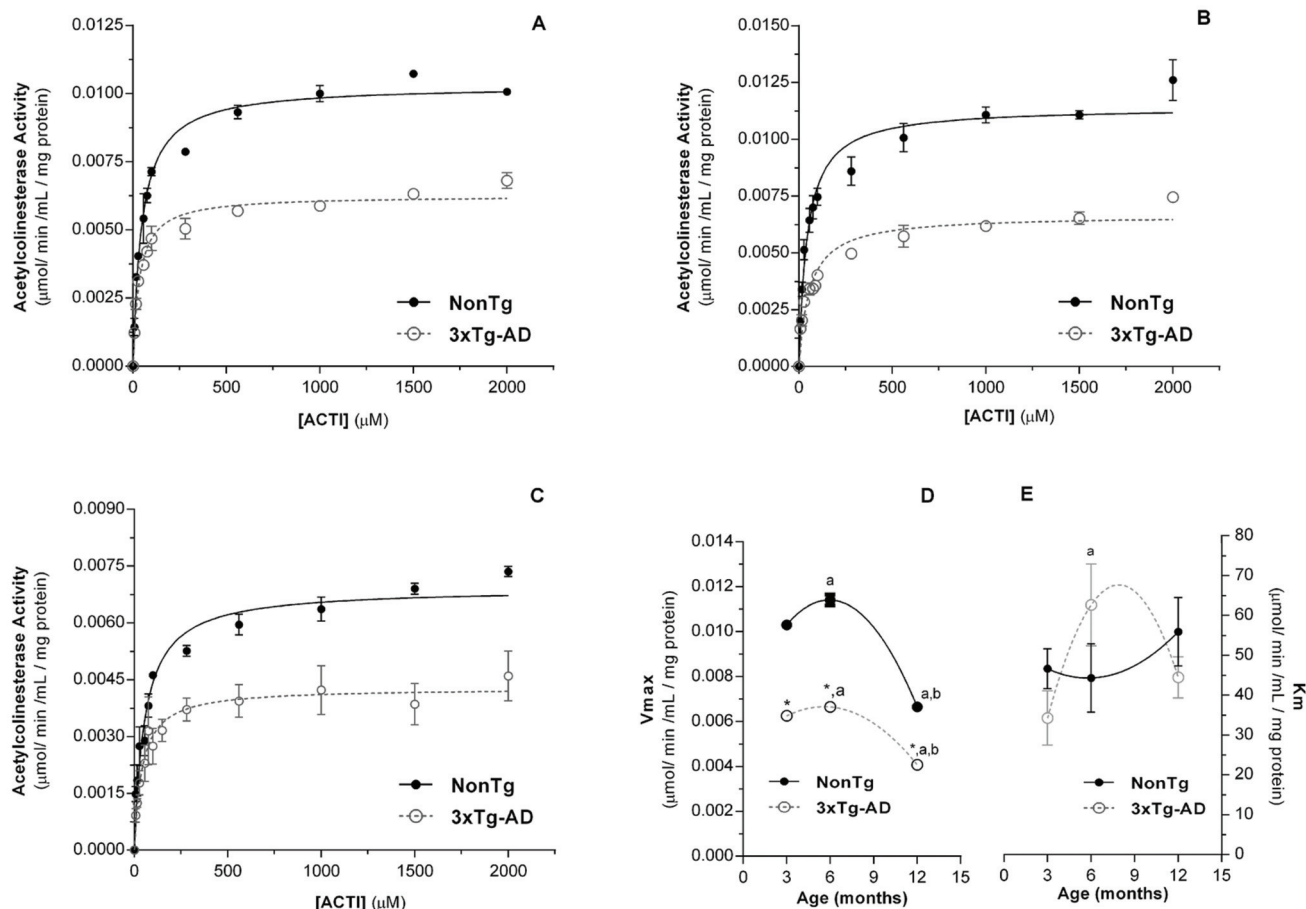 A
Acetylcolinesterase Activity
(µmol/ min /mL / mg protein)
0.0125
0.0100
0.0075
0.0050
0.0025
0.0000
NonTg
3xTg-AD
0 500 1000 1500 2000
[ACTI] (µM)
B
Acetylcolinesterase Activity
(µmol/ min /mL / mg protein)
0.0150
0.0125
0.0100
0.0075
0.0050
0.0025
0.0000
NonTg
3xTg-AD
0 500 1000 1500 2000
[ACTI] (µM)
C
Acetylcolinesterase Activity
(µmol/ min /mL / mg protein)
0.0090
0.0075
0.0060
0.0045
0.0030
0.0015
0.0000
NonTg
3xTg-AD
0 500 1000 1500 2000
[ACTI] (µM)
D
Vmax
(µmol/ min /mL / mg protein)
0.014
0.012
0.010
0.008
0.006
0.004
0.002
0.000
a
*
*,a
a,b
*,a,b
NonTg
3xTg-AD
0 3 6 9 12 15
Age (months)
E
a
NonTg
3xTg-AD
80
70
60
50
40
30
20
10
0
Km
(µmol/ min /mL / mg protein)
3 6 9 12 15
Age (months)